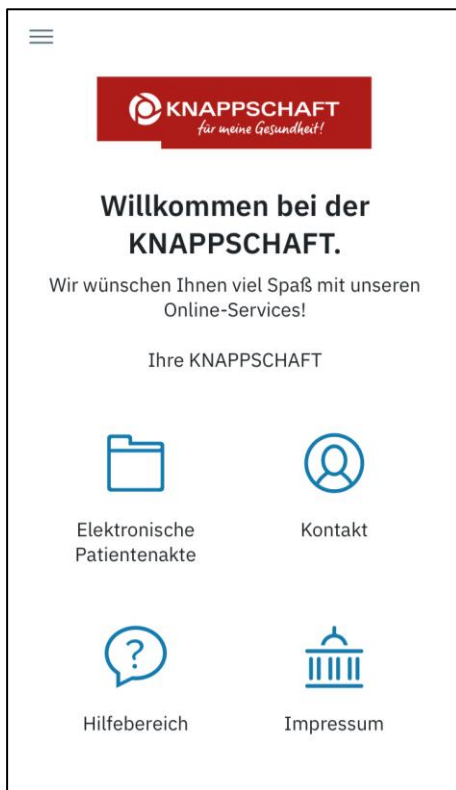 KNAPPSCHAFT
für meine Gesundheit!
Willkommen bei der
KNAPPSCHAFT.
Wir wünschen Ihnen viel Spaß mit unseren
Online-Services!
Ihre KNAPPSCHAFT
Elektronische
Patientenakte
Kontakt
?
Hilfebereich
Impressum